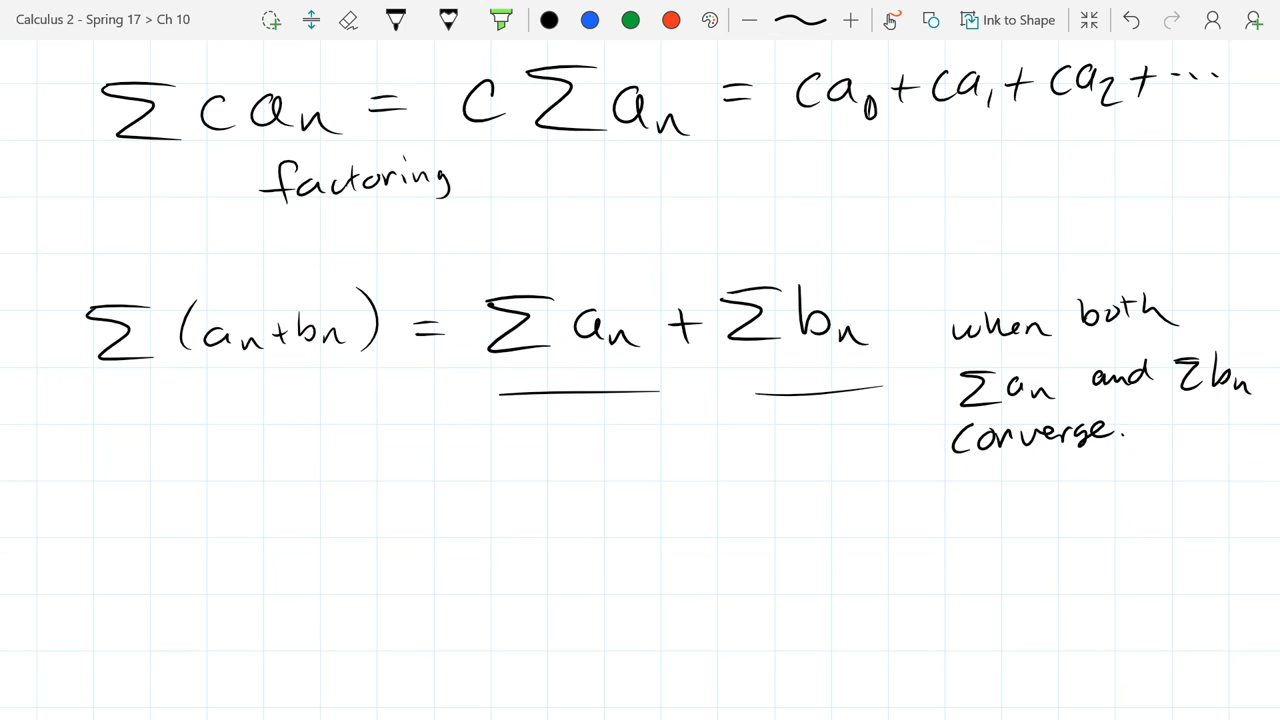 Calculus 2 - Spring 17 > Ch 10
Ink to Shape
∑ c aₙ = c ∑ aₙ = ca₀ + ca₁ + ca₂ + ⋯
factoring
∑ (aₙ+bₙ) = ∑ aₙ + ∑ bₙ
when both
∑ aₙ and ∑ bₙ
converge.